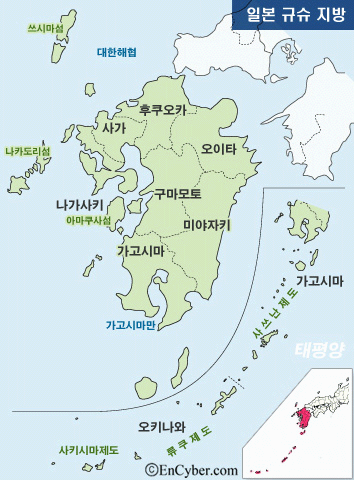 일본 규슈 지방
쓰시마섬
대한해협
후쿠오카
사가
오이타
나카도리섬
나가사키
구마모토
아마쿠사섬
미야자키
가고시마
가고시마만
가고시마
사쓰난제도
태평양
오키나와
류쿠제도
사키시마제도
©EnCyber.com